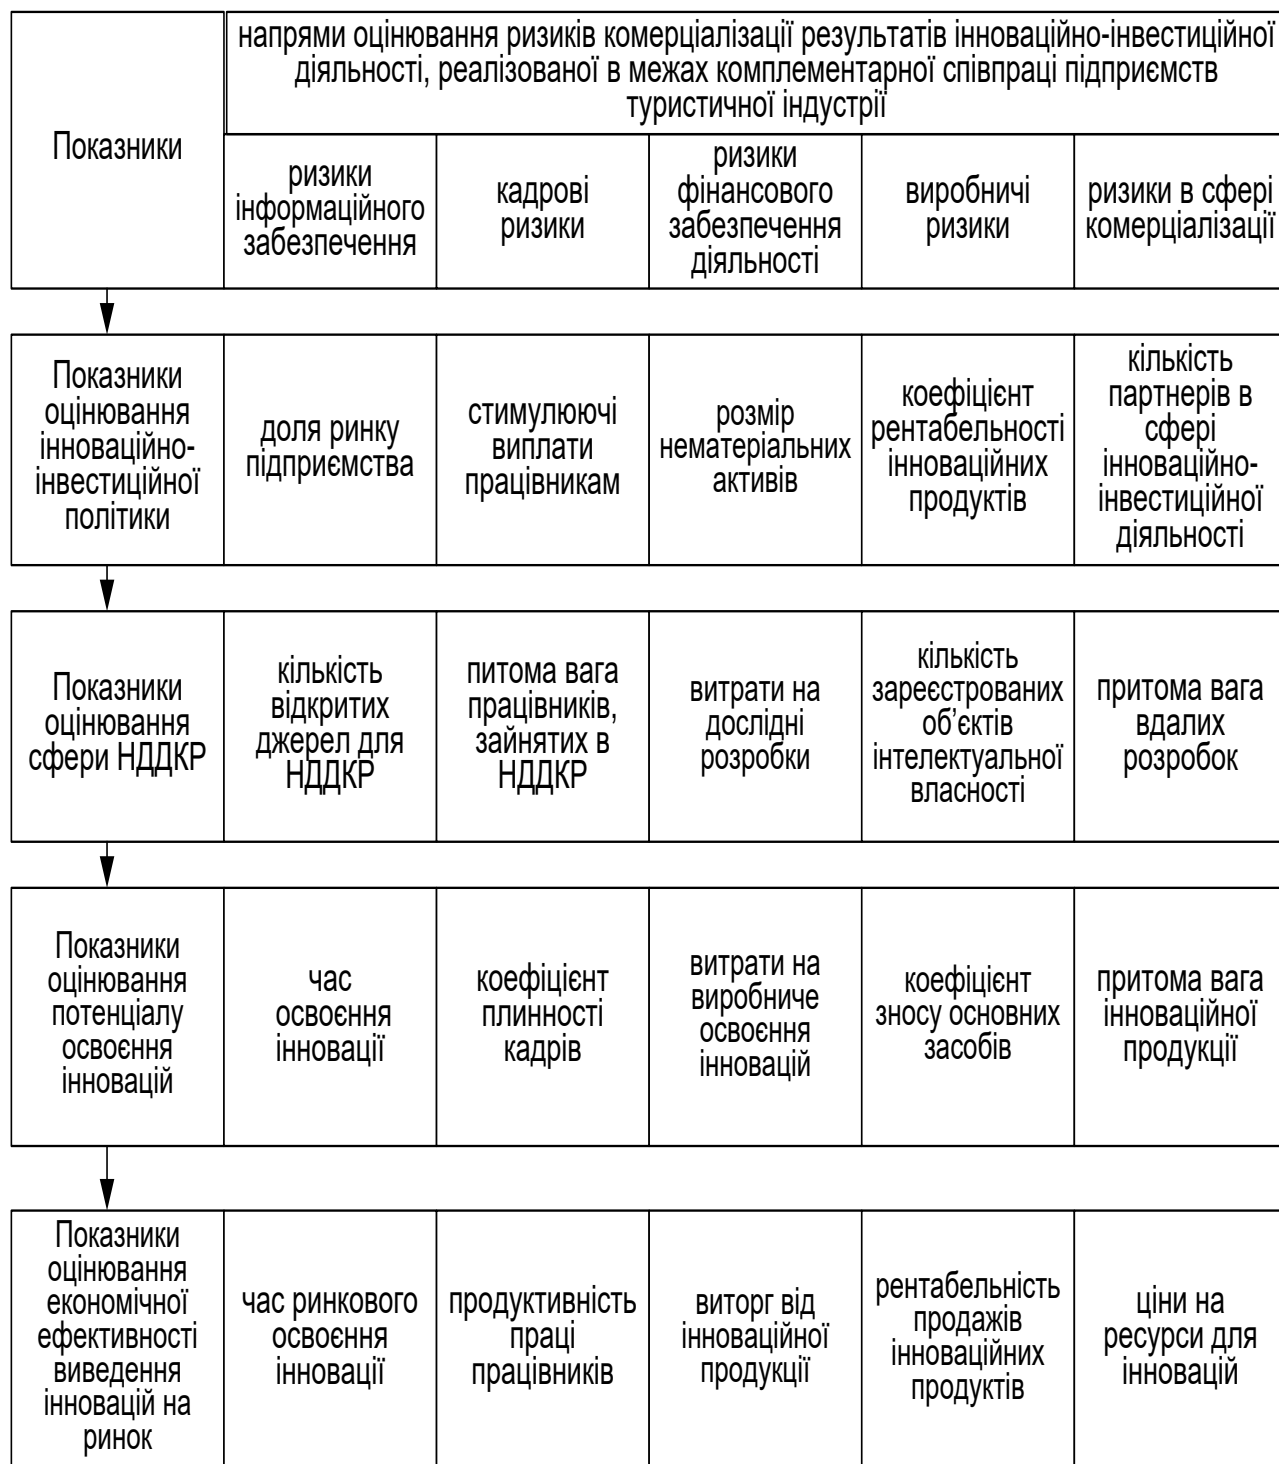 напрями оцінювання ризиків комерціалізації результатів інноваційно-інвестиційної
діяльності, реалізованої в межах комплементарної співпраці підприємств
туристичної індустрії
Показники
ризики
інформаційного
забезпечення
кадрові
ризики
ризики
фінансового
забезпечення
діяльності
виробничі
ризики
ризики в сфері
комерціалізації
Показники
оцінювання
інноваційно-
інвестиційної
політики
доля ринку
підприємства
стимулюючі
виплати
працівникам
розмір
нематеріальних
активів
коефіцієнт
рентабельності
інноваційних
продуктів
кількість
партнерів в
сфері
інноваційно-
інвестиційної
діяльності
Показники
оцінювання
сфери НДДКР
кількість
відкритих
джерел для
НДДКР
питома вага
працівників,
зайнятих в
НДДКР
витрати на
дослідні
розробки
кількість
зареєстрованих
об’єктів
інтелектуальної
власності
притома вага
вдалих
розробок
Показники
оцінювання
потенціалу
освоєння
інновацій
час
освоєння
інновації
коефіцієнт
плинності
кадрів
витрати на
виробниче
освоєння
інновацій
коефіцієнт
зносу основних
засобів
притома вага
інноваційної
продукції
Показники
оцінювання
економічної
ефективності
виведення
інновацій на
ринок
час ринкового
освоєння
інновації
продуктивність
праці
працівників
виторг від
інноваційної
продукції
рентабельність
продажів
інноваційних
продуктів
ціни на
ресурси для
інновацій